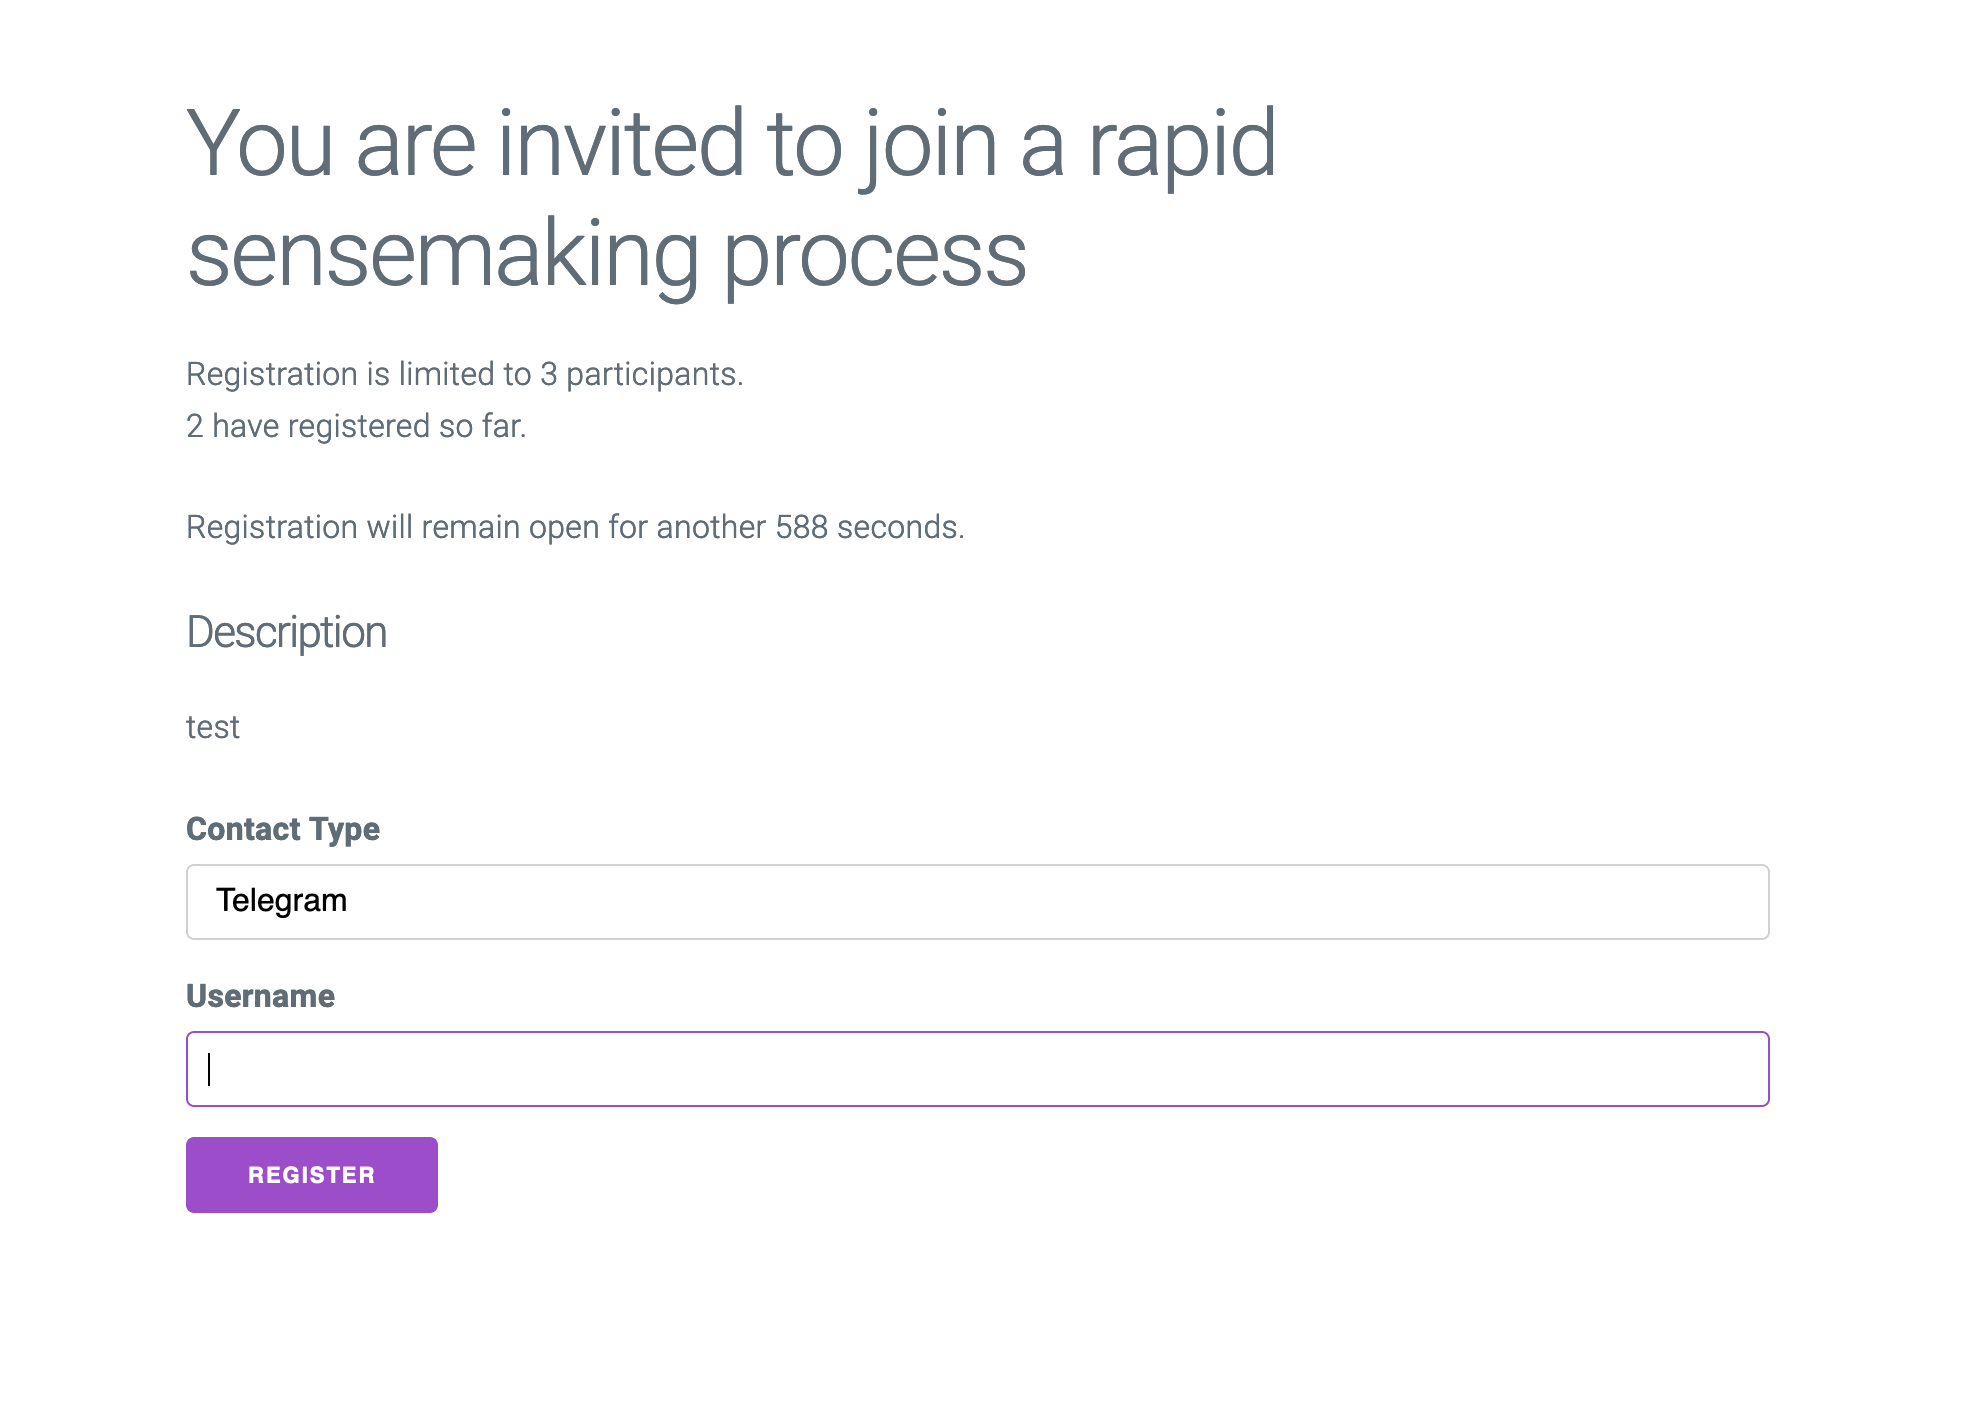 You are invited to join a rapid
sensemaking process
Registration is limited to 3 participants.
2 have registered so far.
Registration will remain open for another 588 seconds.
Description
test
Contact Type
Telegram
Username
REGISTER